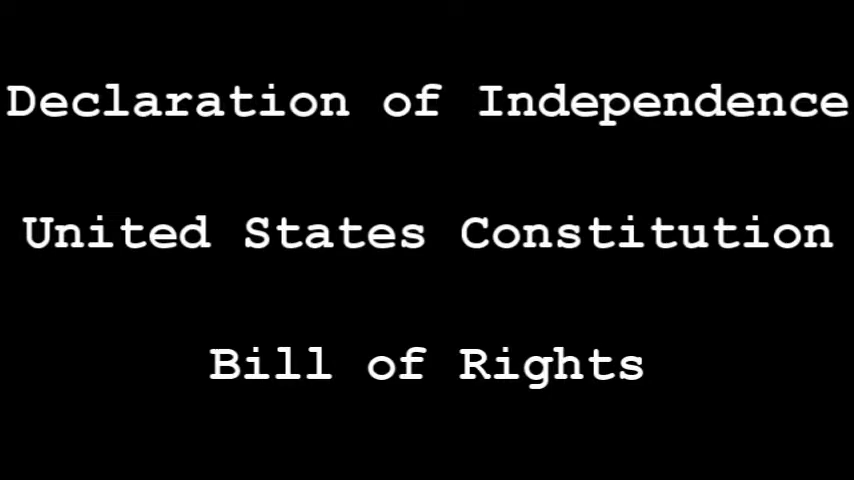 Declaration of Independence
United States Constitution
Bill of Rights